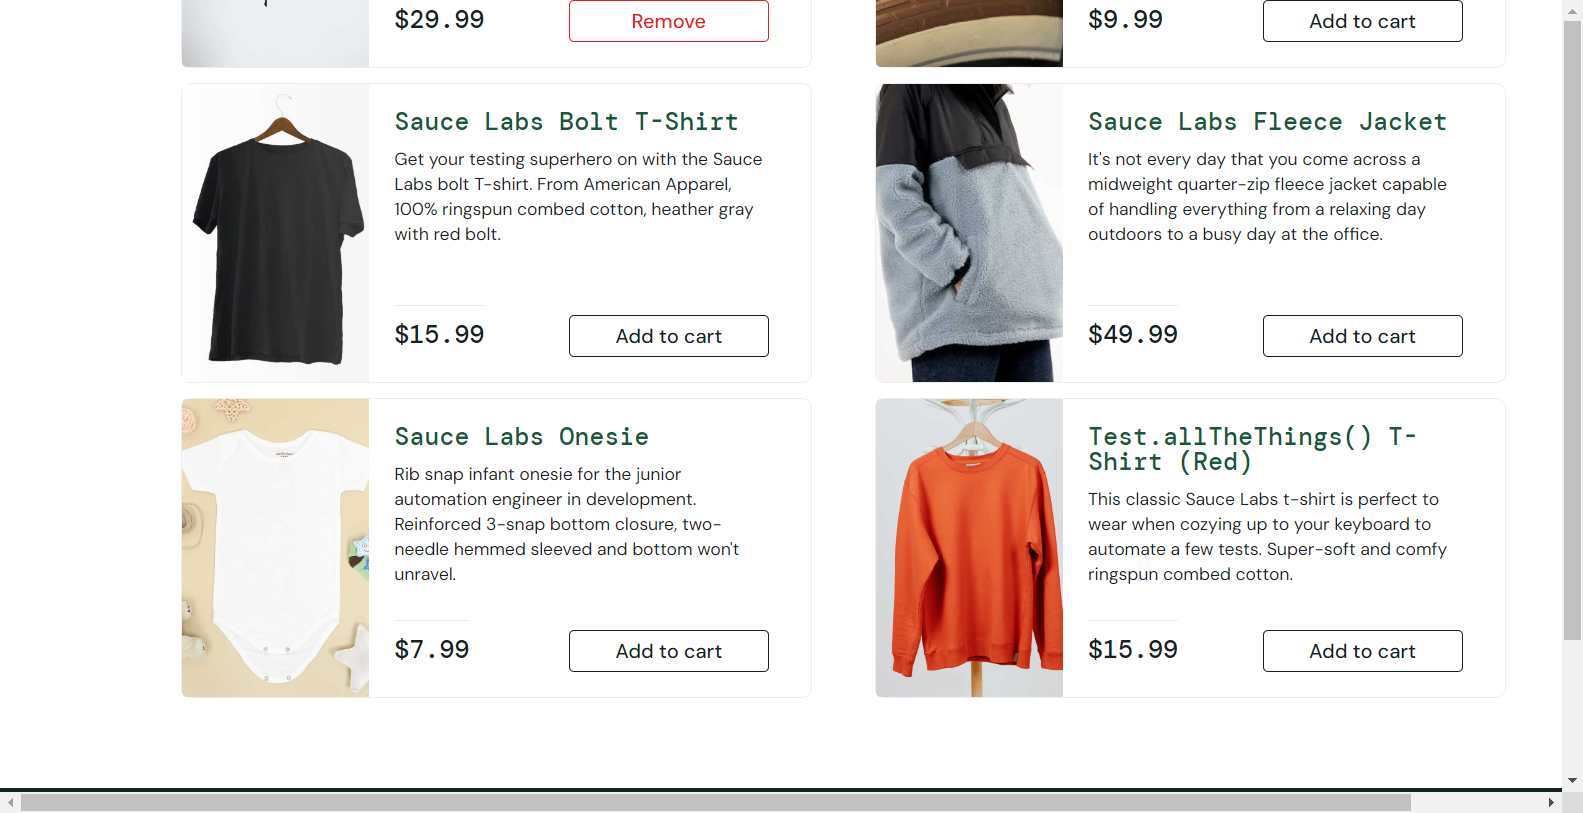 $29.99
Remove
$9.99
Add to cart
Sauce Labs Bolt T-Shirt
Get your testing superhero on with the Sauce
Labs bolt T-shirt. From American Apparel,
100% ringspun combed cotton, heather gray
with red bolt.
$15.99
Add to cart
Sauce Labs Fleece Jacket
It's not every day that you come across a
midweight quarter-zip fleece jacket capable
of handling everything from a relaxing day
outdoors to a busy day at the office.
$49.99
Add to cart
Sauce Labs Onesie
Rib snap infant onesie for the junior
automation engineer in development.
Reinforced 3-snap bottom closure, two-
needle hemmed sleeved and bottom won't
unravel.
$7.99
Add to cart
Test.allTheThings() T-
Shirt (Red)
This classic Sauce Labs t-shirt is perfect to
wear when cozying up to your keyboard to
automate a few tests. Super-soft and comfy
ringspun combed cotton.
$15.99
Add to cart